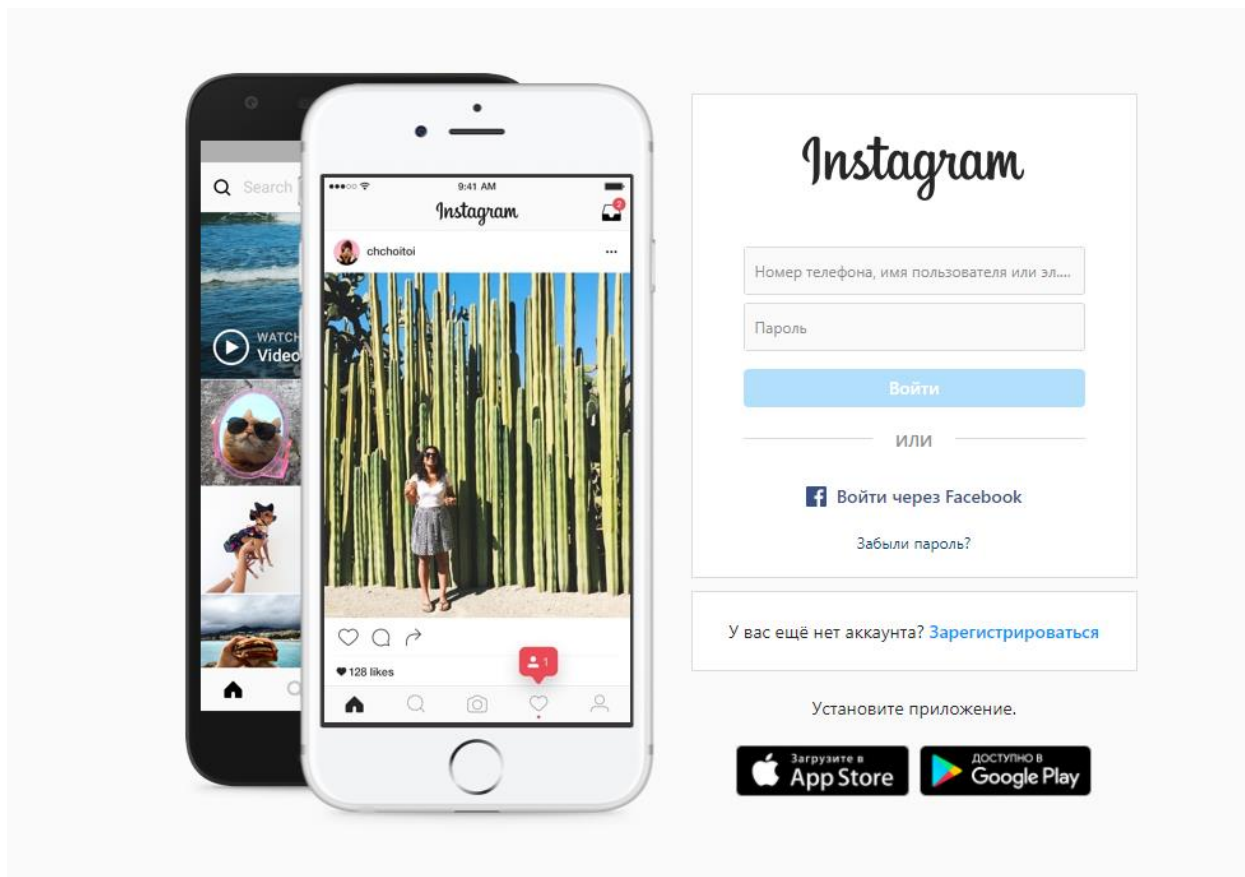 Search
WATCH
Video
9:41 AM
Instagram
2
chchoitoi
128 likes
1
Instagram
Номер телефона, имя пользователя или эл....
Пароль
Войти
ИЛИ
Войти через Facebook
Забыли пароль?
У вас ещё нет аккаунта? Зарегистрироваться
Установите приложение.
Загрузите в
App Store
ДОСТУПНО В
Google Play